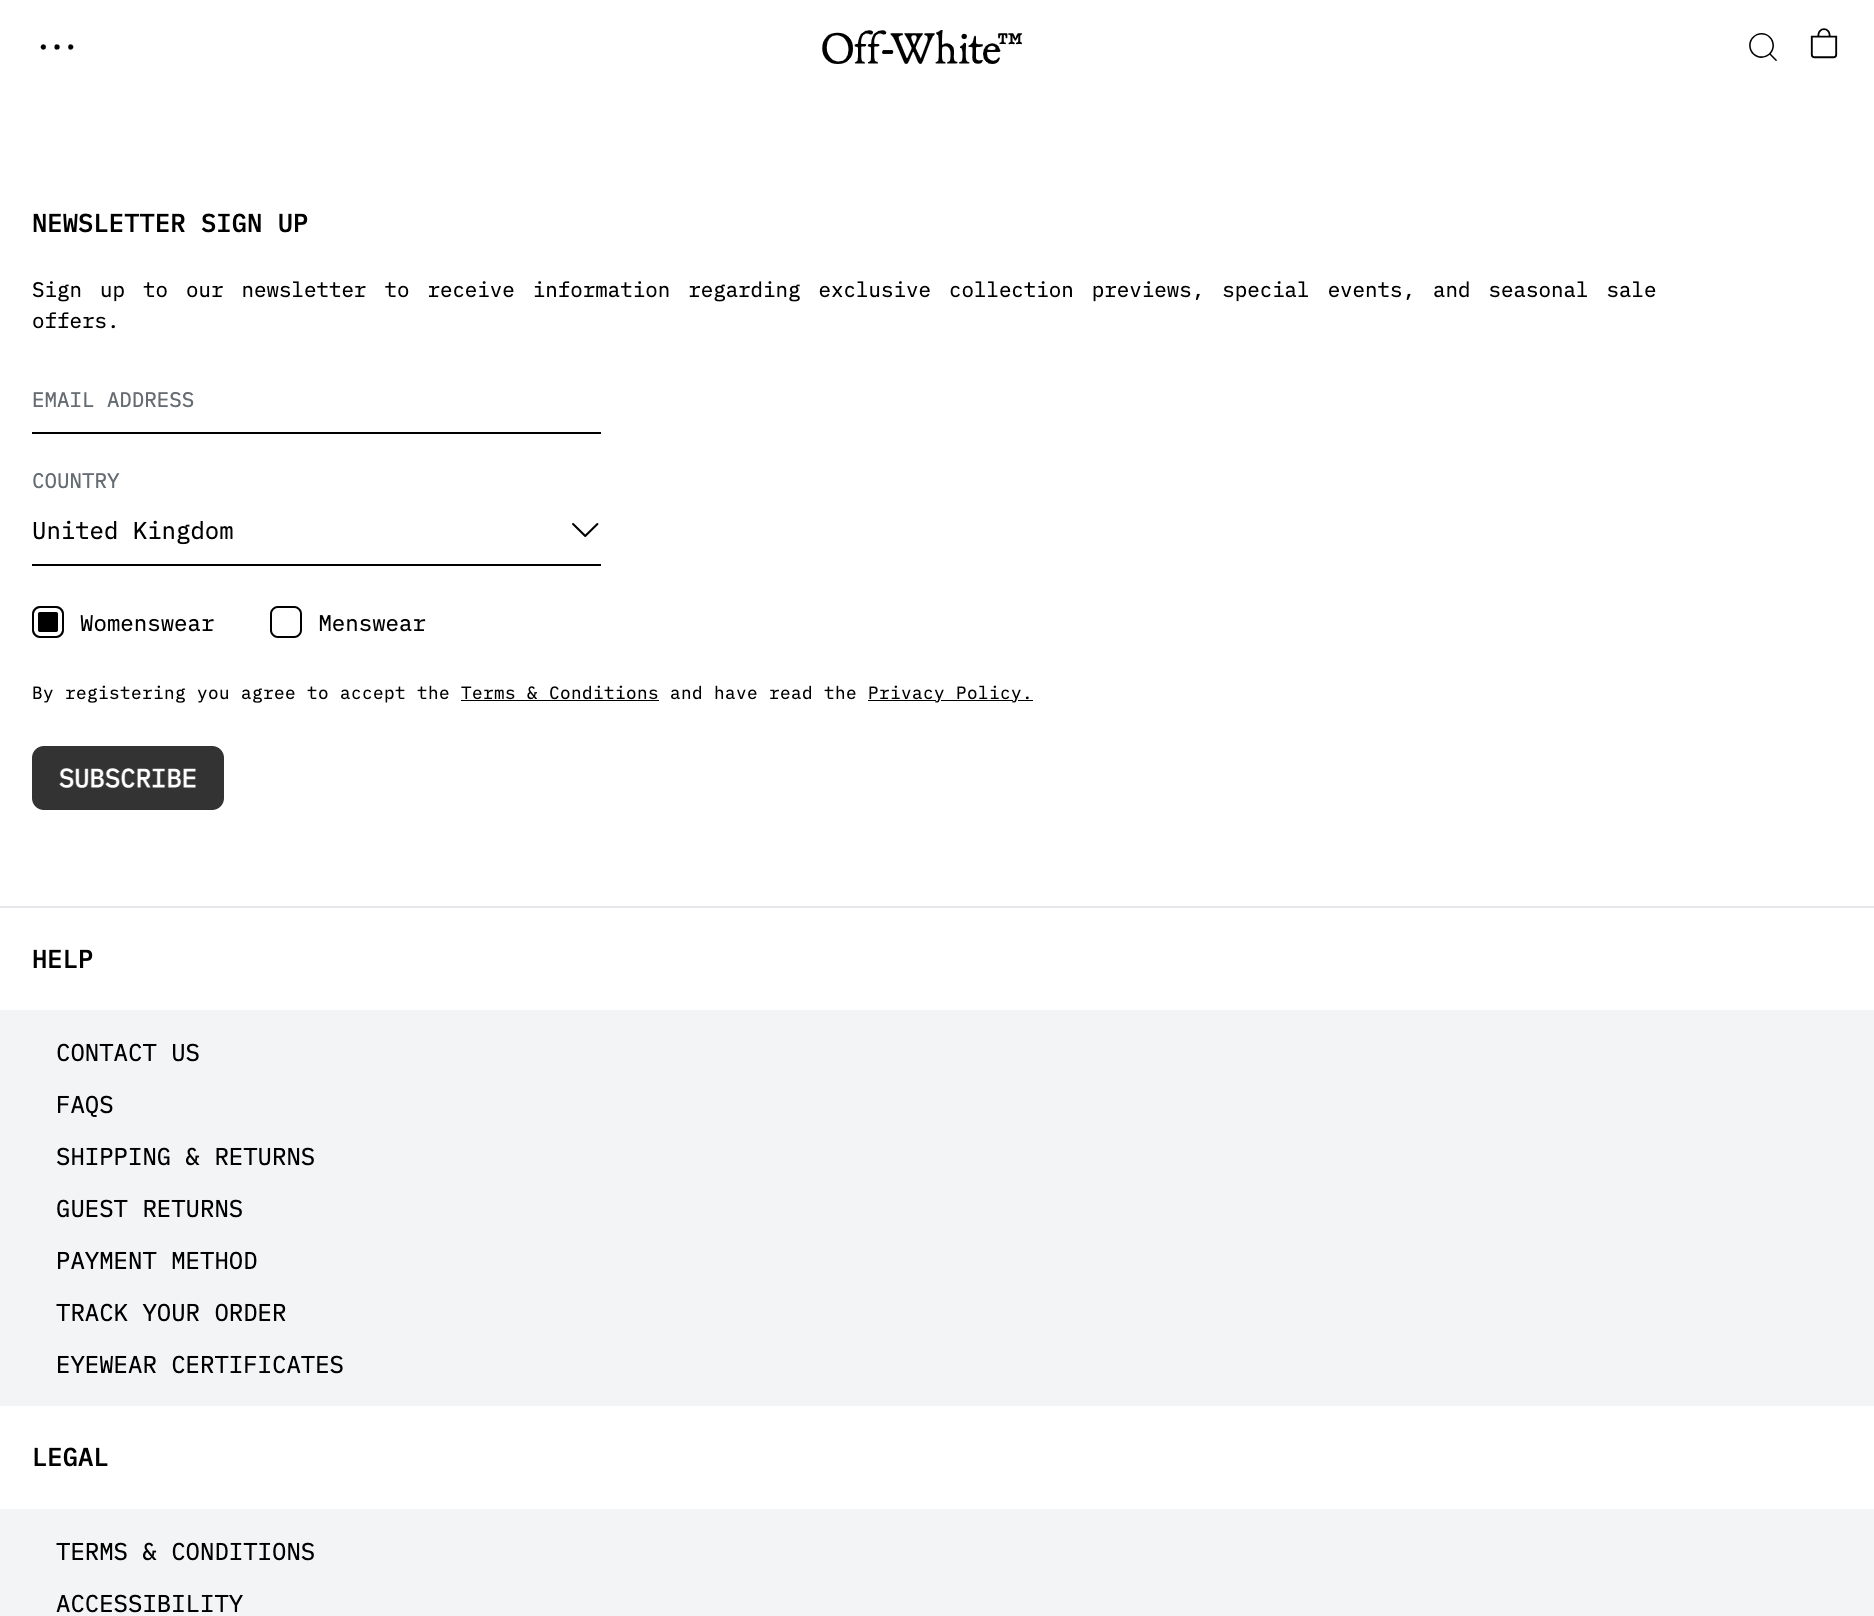 Off-White™
NEWSLETTER SIGN UP
Sign up to our newsletter to receive information regarding exclusive collection previews, special events, and seasonal sale
offers.
EMAIL ADDRESS
COUNTRY
United Kingdom
Womenswear Menswear
By registering you agree to accept the Terms & Conditions and have read the Privacy Policy.
SUBSCRIBE
HELP
CONTACT US
FAQS
SHIPPING & RETURNS
GUEST RETURNS
PAYMENT METHOD
TRACK YOUR ORDER
EYEWEAR CERTIFICATES
LEGAL
TERMS & CONDITIONS
ACCESSIBILITY